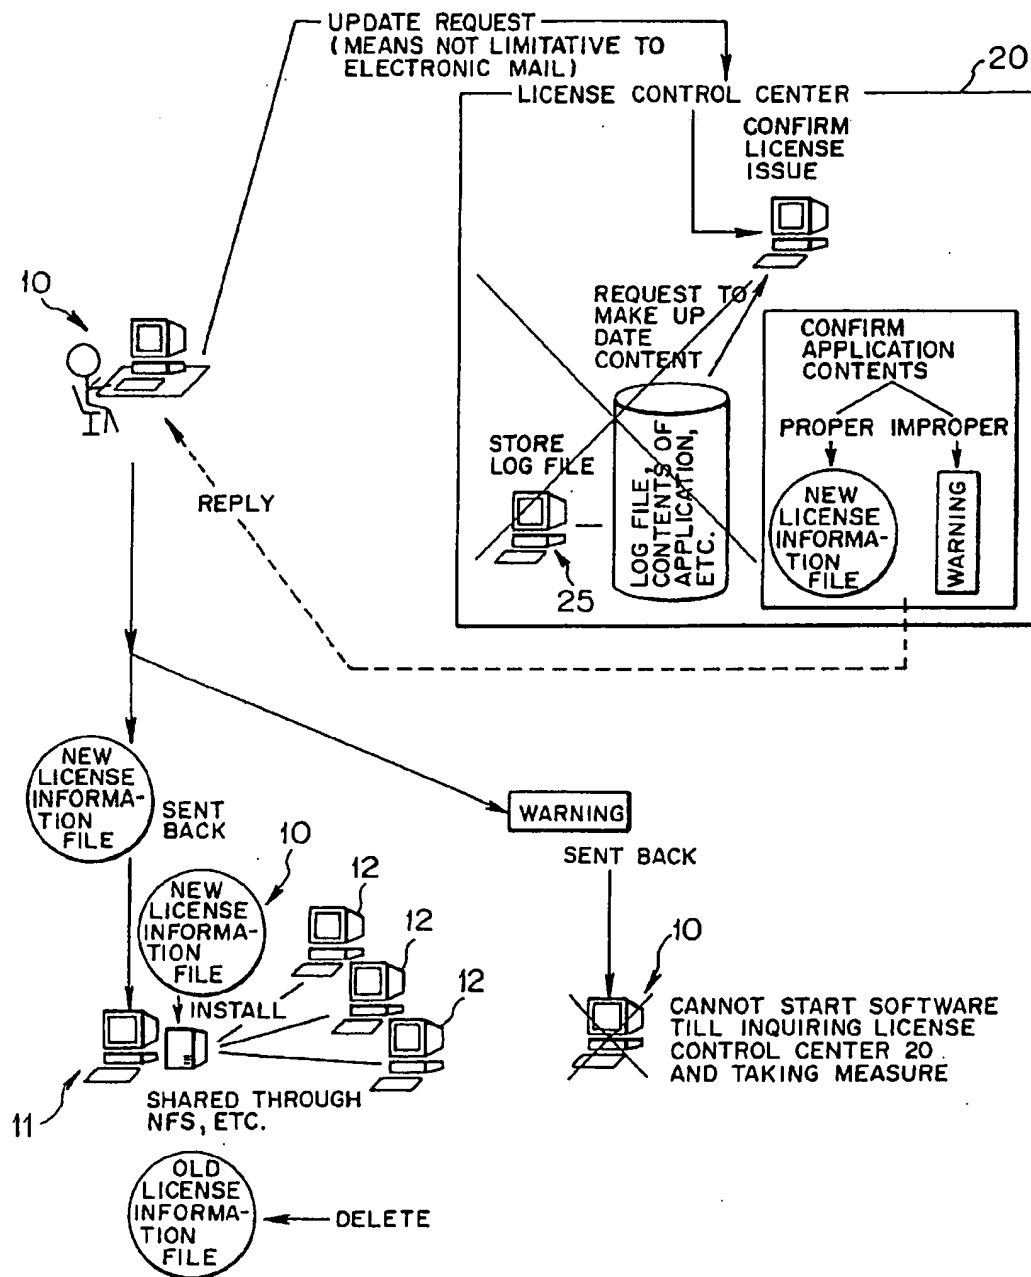 UPDATE REQUEST
(MEANS NOT LIMITATIVE TO
ELECTRONIC MAIL)
20
LICENSE CONTROL CENTER
CONFIRM
LICENSE
ISSUE
10
REQUEST TO
MAKE UP
DATE
CONTENT
CONFIRM
APPLICATION
CONTENTS
PROPER
IMPROPER
STORE
LOG FILE
LOG FILE,
CONTENTS OF
APPLICATION,
ETC.
NEW
LICENSE
INFORMA-
TION
FILE
WARNING
25
REPLY
NEW
LICENSE
INFORMA-
TION
FILE
SENT
BACK
WARNING
SENT BACK
10
NEW
LICENSE
INFORMA-
TION
FILE
12
12
12
INSTALL
10
CANNOT START SOFTWARE
TILL INQUIRING LICENSE
CONTROL CENTER 20
AND TAKING MEASURE
11
SHARED THROUGH
NFS, ETC.
OLD
LICENSE
INFORMA-
TION
FILE
DELETE